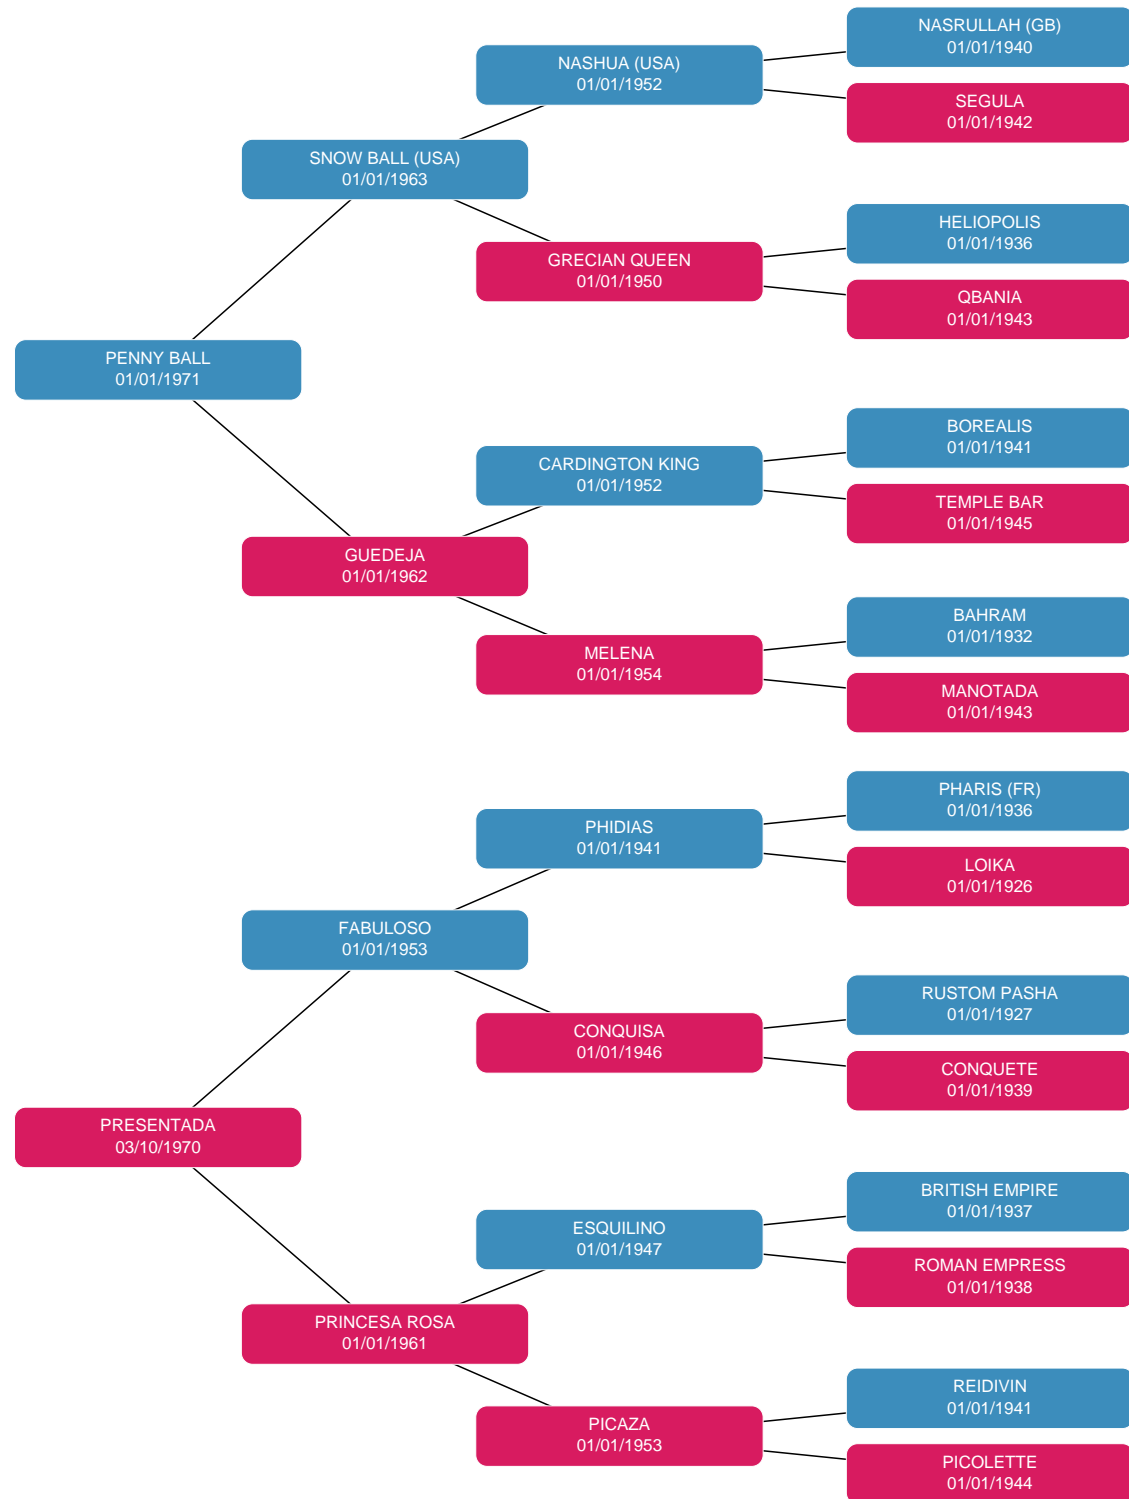 NASRULLAH (GB)
01/01/1940
NASHUA (USA)
01/01/1952
SEGULA
01/01/1942
SNOW BALL (USA)
01/01/1963
HELIOPOLIS
01/01/1936
GRECIAN QUEEN
01/01/1950
QBANIA
01/01/1943
PENNY BALL
01/01/1971
BOREALIS
01/01/1941
CARDINGTON KING
01/01/1952
TEMPLE BAR
01/01/1945
GUEDEJA
01/01/1962
BAHRAM
01/01/1932
MELENA
01/01/1954
MANOTADA
01/01/1943
PHARIS (FR)
01/01/1936
PHIDIAS
01/01/1941
LOIKA
01/01/1926
FABULOSO
01/01/1953
RUSTOM PASHA
01/01/1927
CONQUISA
01/01/1946
CONQUETE
01/01/1939
PRESENTADA
03/10/1970
BRITISH EMPIRE
01/01/1937
ESQUILINO
01/01/1947
ROMAN EMPRESS
01/01/1938
PRINCESA ROSA
01/01/1961
REIDIVIN
01/01/1941
PICAZA
01/01/1953
PICOLETTE
01/01/1944